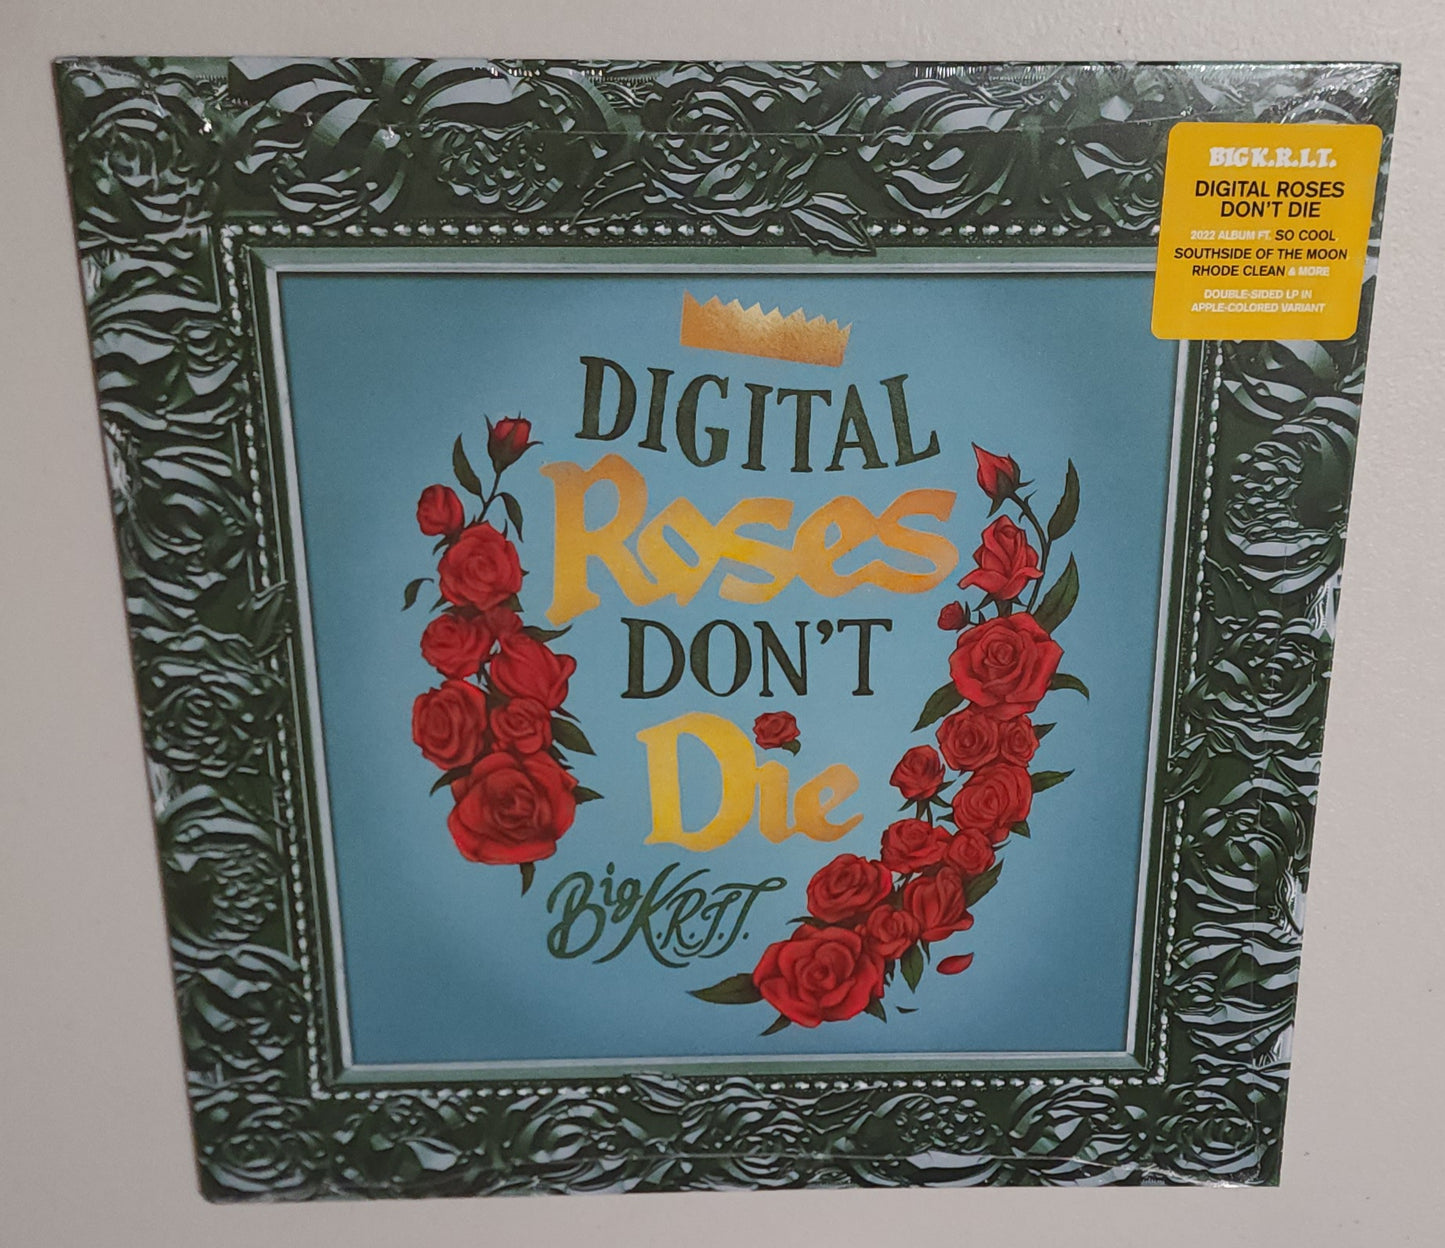 BIG K.R.I.T.
DIGITAL ROSES
DON'T DIE
2022 ALBUM FT. SO COOL,
SOUTHSIDE OF THE MOON
RHODE CLEAN & MORE
DOUBLE-SIDED LP IN
APPLE-COLORED VARIANT
DIGITAL
Roses
DON'T
Die
Big K.R.I.T.